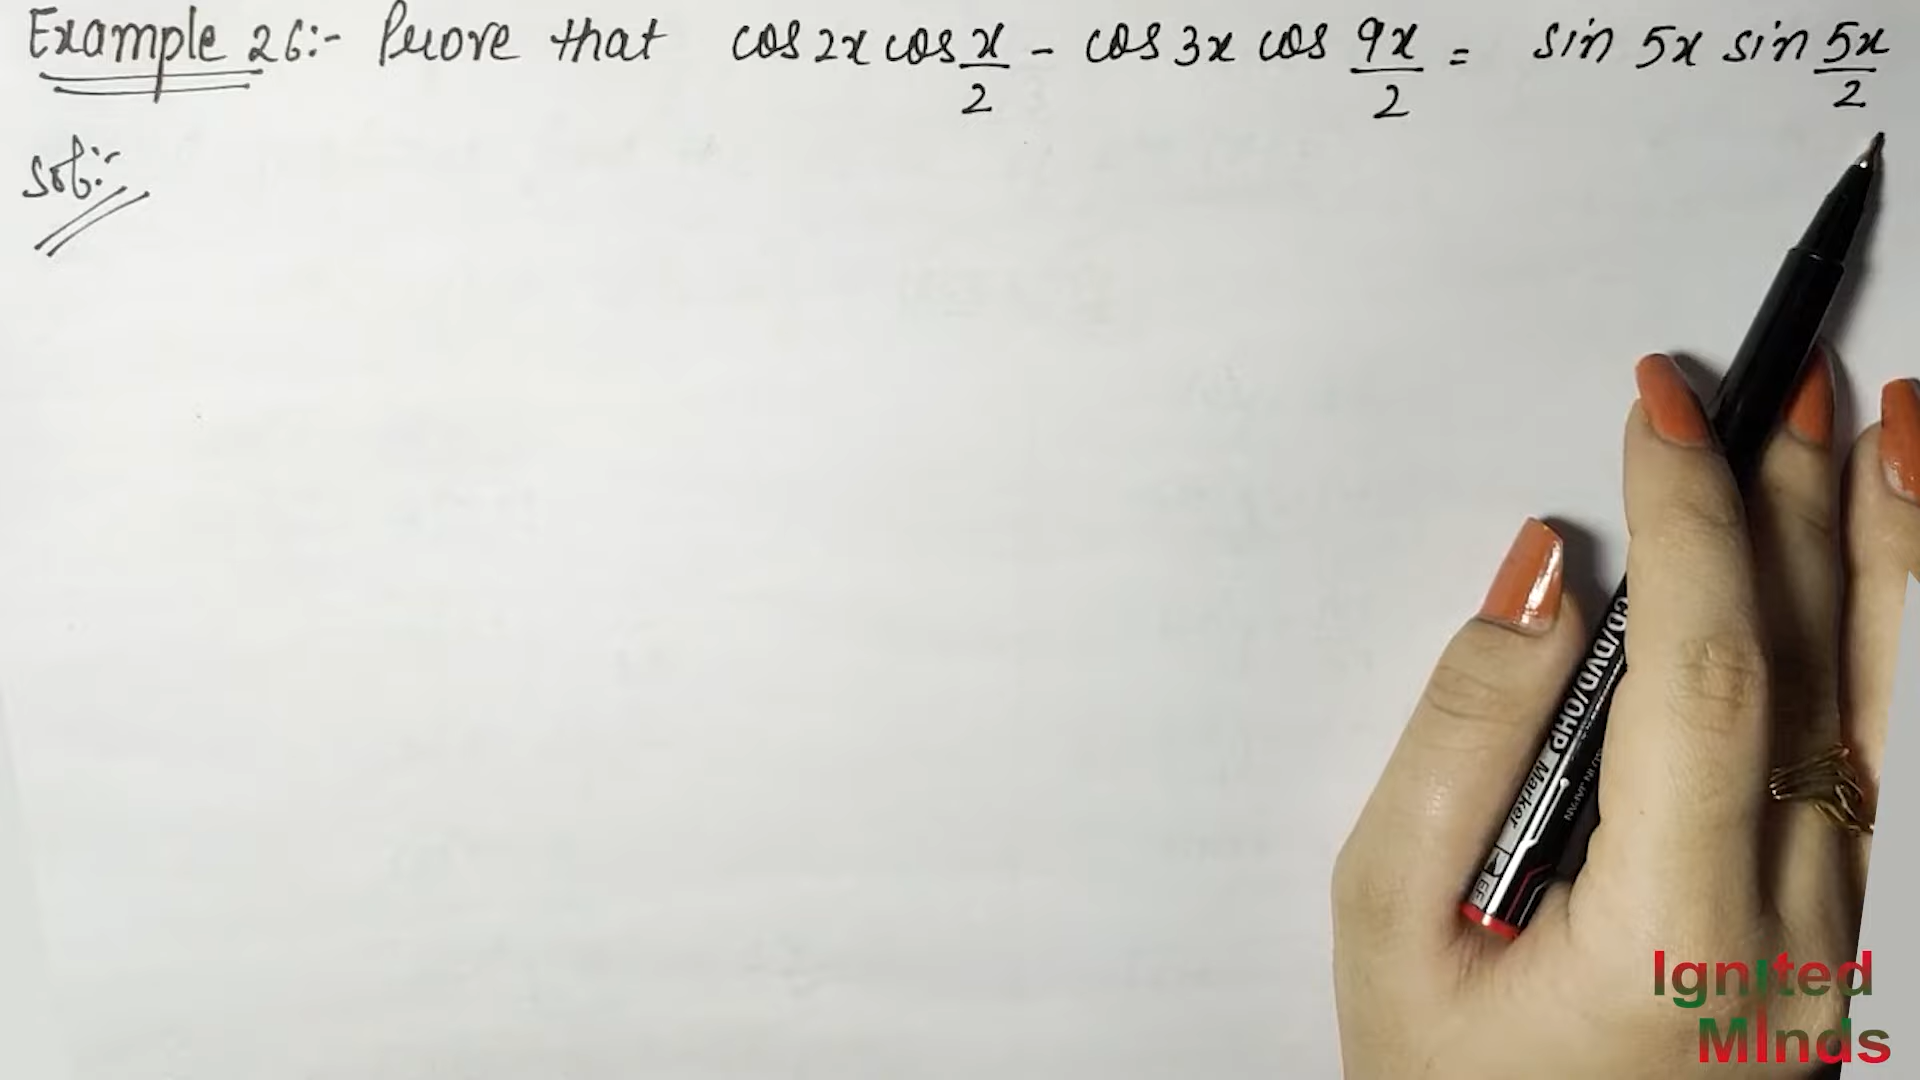 Example 26:- Prove that cos 2x cos x/2 - cos 3x cos 9x/2 = sin 5x sin 5x/2
Sol:-
CD/DVD/OHP Marker
EF
Ignited
Minds